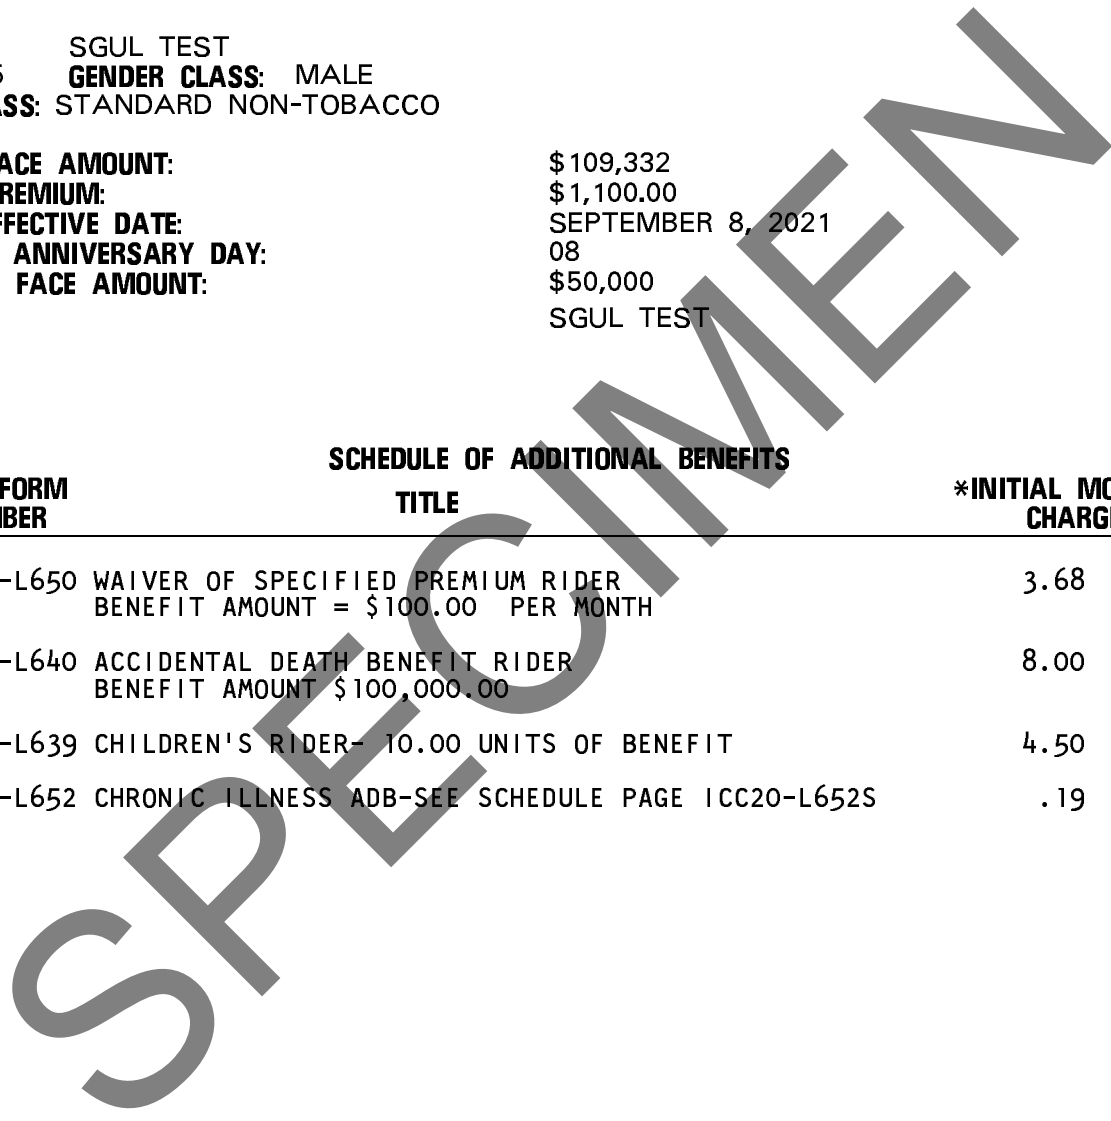 SGUL TEST
GENDER CLASS: MALE
ASS: STANDARD NON-TOBACCO
ACE AMOUNT: $109,332
REMIUM: $1,100.00
FFECTIVE DATE: SEPTEMBER 8, 2021
ANNIVERSARY DAY: 08
FACE AMOUNT: $50,000
SGUL TEST
SCHEDULE OF ADDITIONAL BENEFITS
FORM TITLE *INITIAL MO
BER CHARG
-L650 WAIVER OF SPECIFIED PREMIUM RIDER 3.68
BENEFIT AMOUNT = $100.00 PER MONTH
-L640 ACCIDENTAL DEATH BENEFIT RIDER 8.00
BENEFIT AMOUNT $100,000.00
-L639 CHILDREN'S RIDER- 10.00 UNITS OF BENEFIT 4.50
-L652 CHRONIC ILLNESS ADB-SEE SCHEDULE PAGE ICC20-L652S .19
SPECIMEN